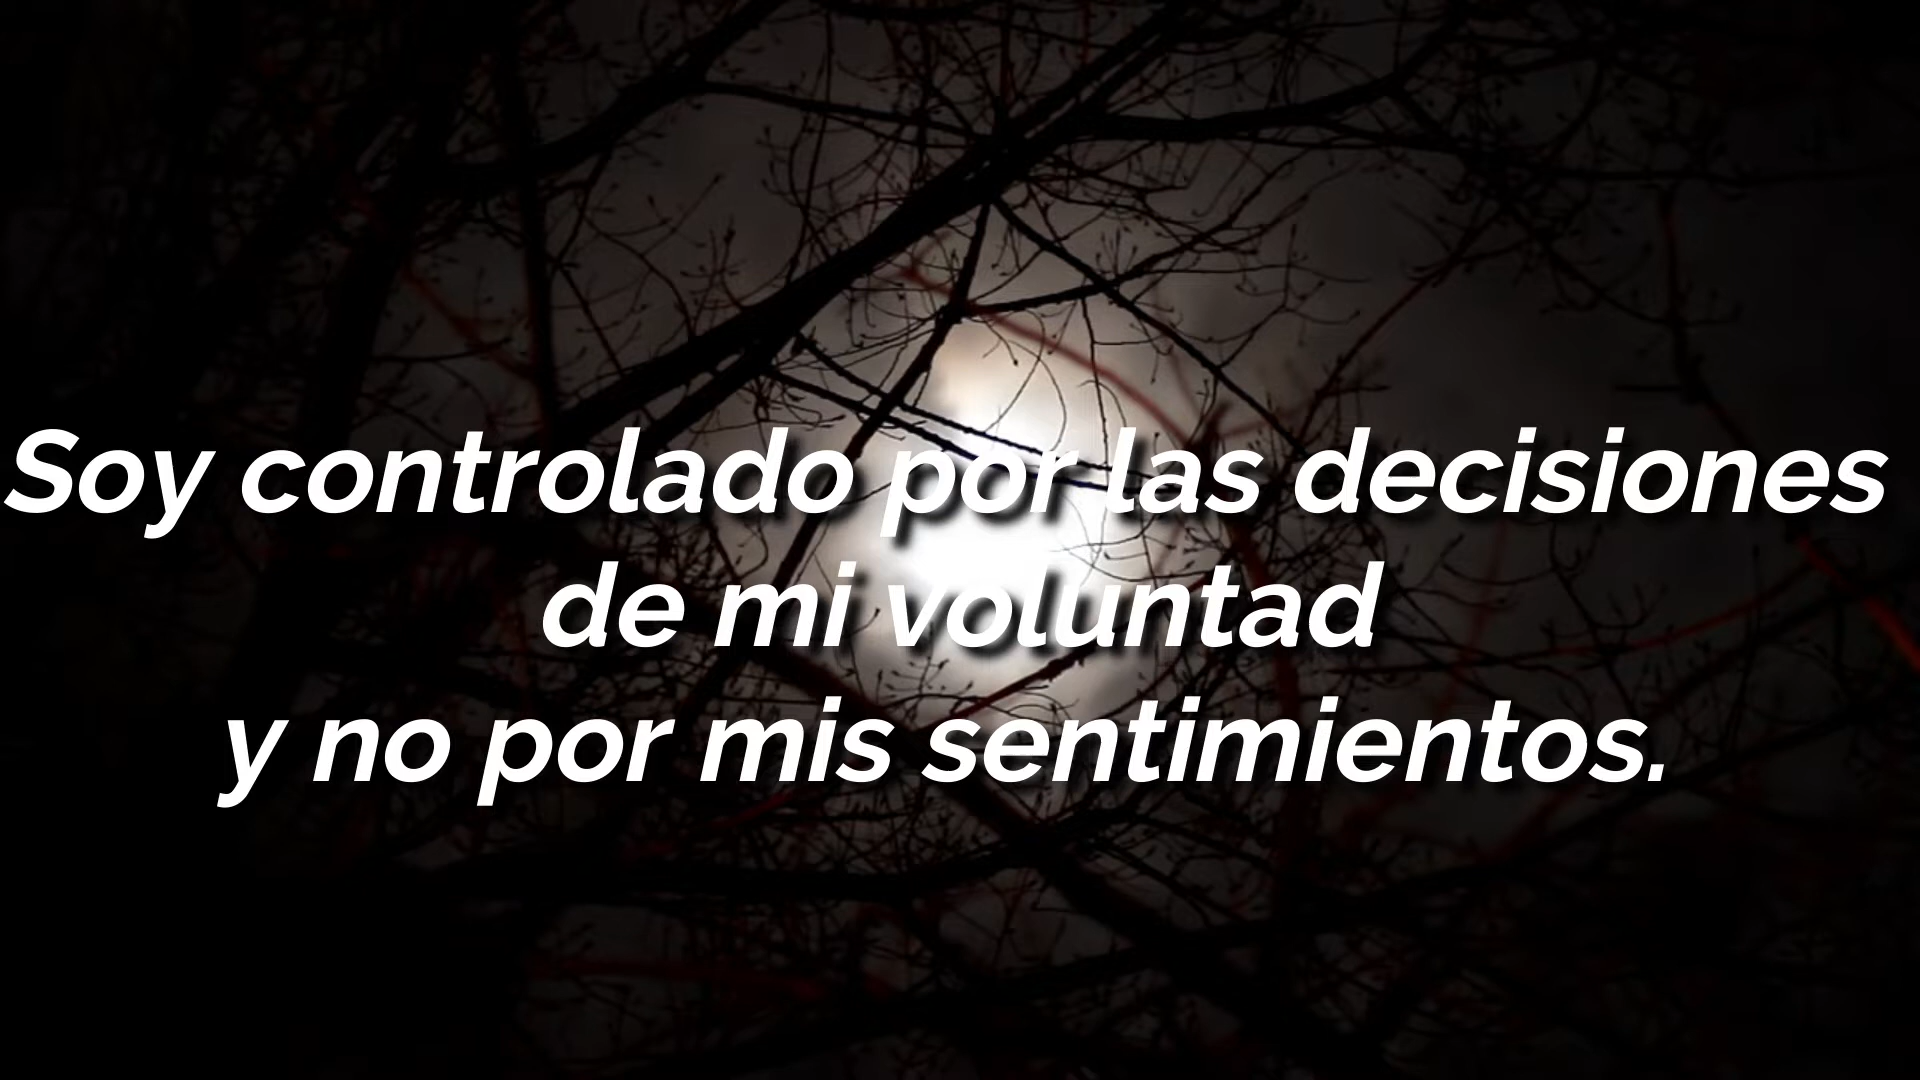 Soy controlado por las decisiones
de mi voluntad
y no por mis sentimientos.